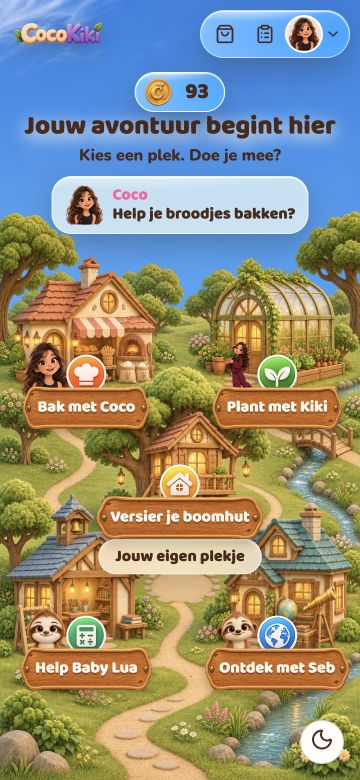 CocoKiki
93
Jouw avontuur begint hier
Kies een plek. Doe je mee?
Coco
Help je broodjes bakken?
Bak met Coco
Plant met Kiki
Versier je boomhut
Jouw eigen plekje
Help Baby Lua
Ontdek met Seb